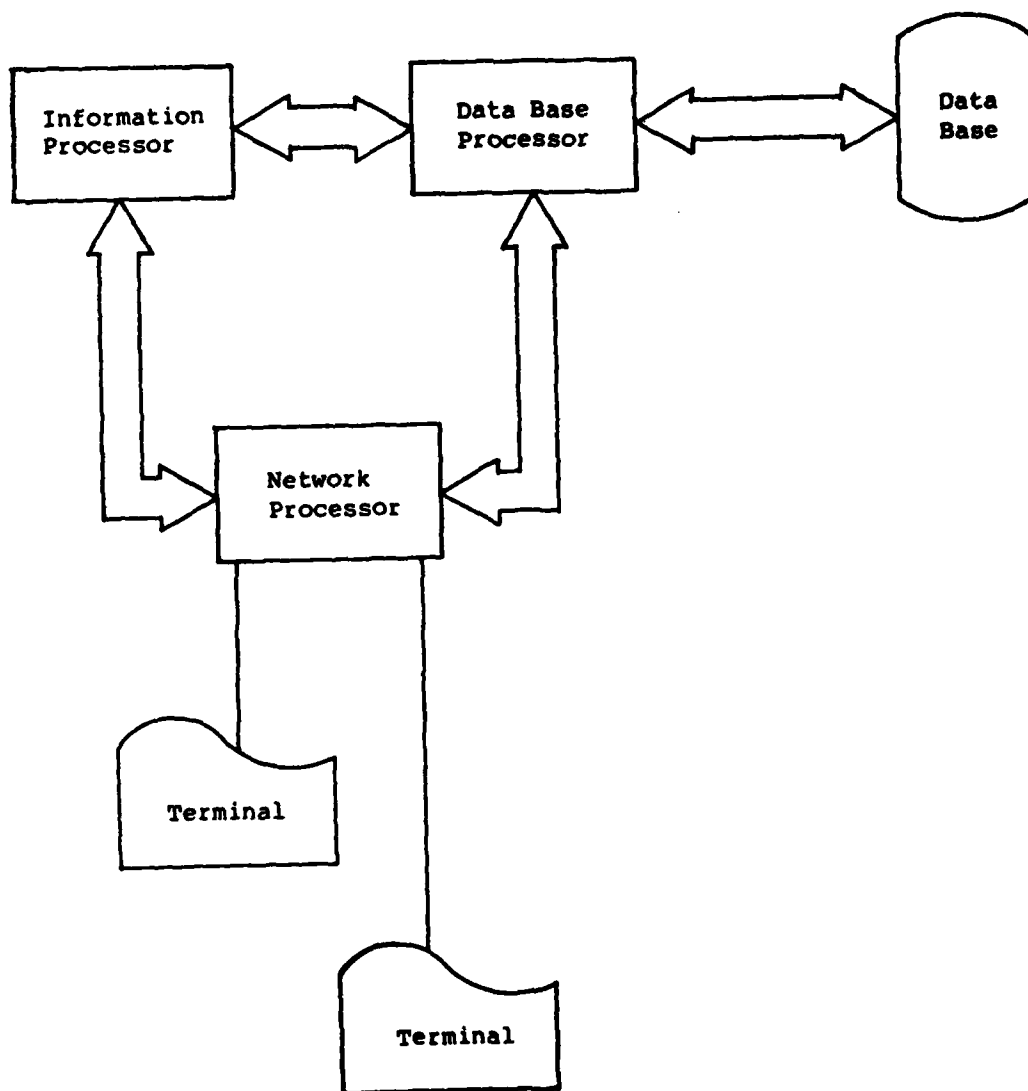 Information
Processor
Data Base
Processor
Data
Base
Network
Processor
Terminal
Terminal